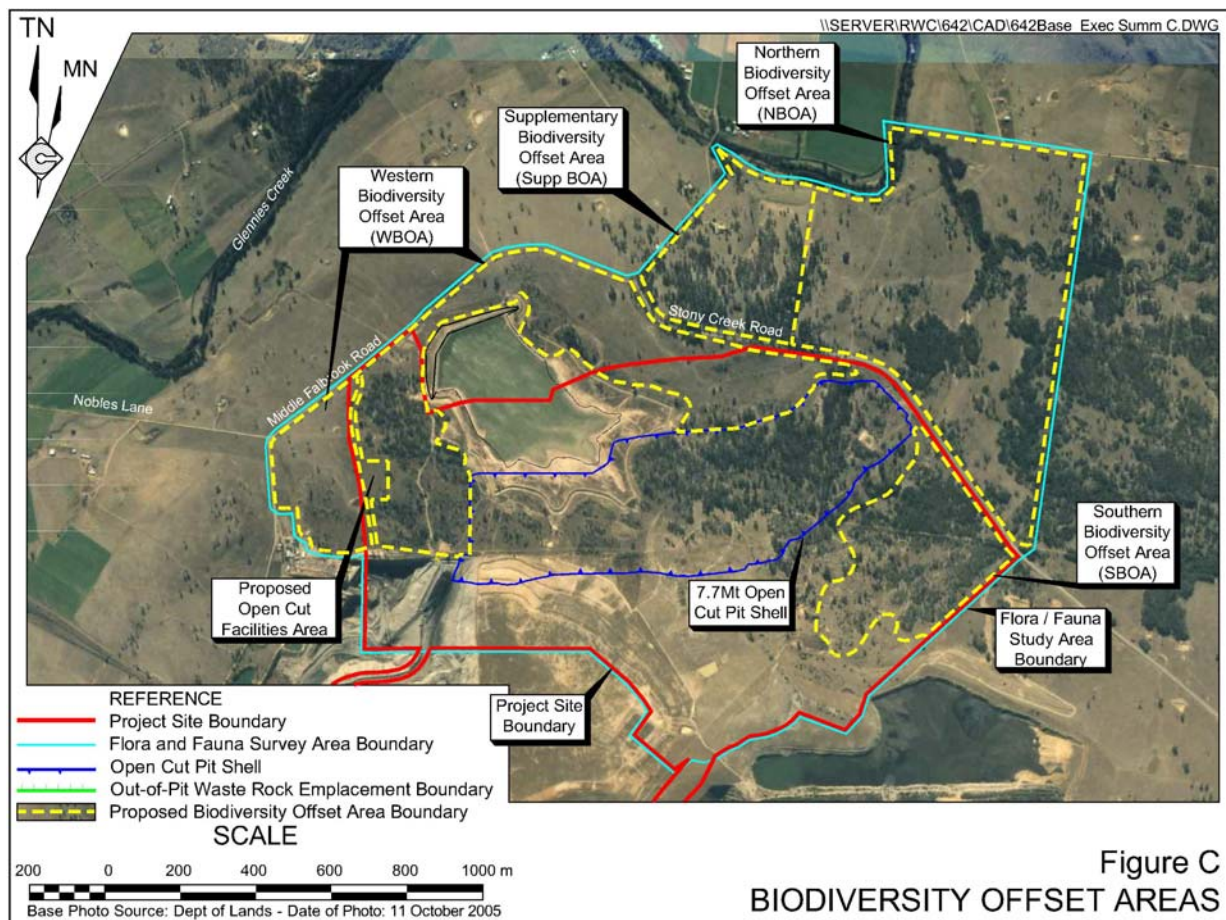 \\SERVER\RWC\642\CAD\642Base Exec Summ C.DWG
TN
MN
Northern
Biodiversity
Offset Area
(NBOA)
Supplementary
Biodiversity
Offset Area
(Supp BOA)
Western
Biodiversity
Offset Area
(WBOA)
Glennies Creek
Stony Creek Road
Middle Falbrook Road
Nobles Lane
Southern
Biodiversity
Offset Area
(SBOA)
Proposed
Open Cut
Facilities Area
7.7Mt Open
Cut Pit Shell
Flora / Fauna
Study Area
Boundary
Project Site
Boundary
REFERENCE
Project Site Boundary
Flora and Fauna Survey Area Boundary
Open Cut Pit Shell
Out-of-Pit Waste Rock Emplacement Boundary
Proposed Biodiversity Offset Area Boundary
SCALE
200 0 200 400 600 800 1000 m
Base Photo Source: Dept of Lands - Date of Photo: 11 October 2005
Figure C
BIODIVERSITY OFFSET AREAS